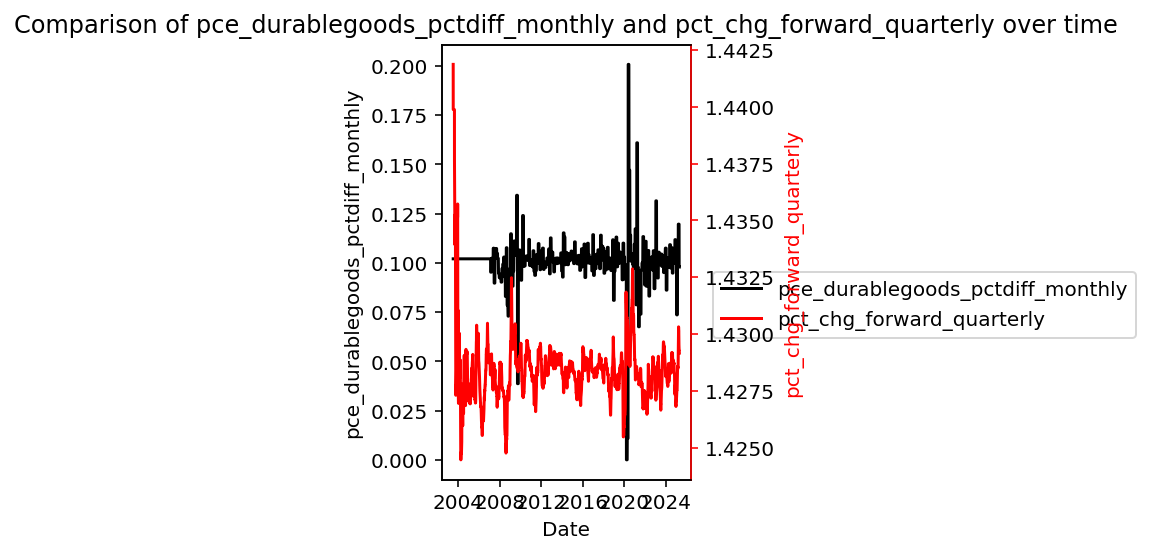 Comparison of pce_durablegoods_pctdiff_monthly and pct_chg_forward_quarterly over time
pce_durablegoods_pctdiff_monthly
0.200
0.175
0.150
0.125
0.100
0.075
0.050
0.025
0.000
1.4425
1.4400
1.4375
1.4350
1.4325
1.4300
1.4275
1.4250
pct_chg_forward_quarterly
pce_durablegoods_pctdiff_monthly
pct_chg_forward_quarterly
2004 2008 2012 2016 2020 2024
Date